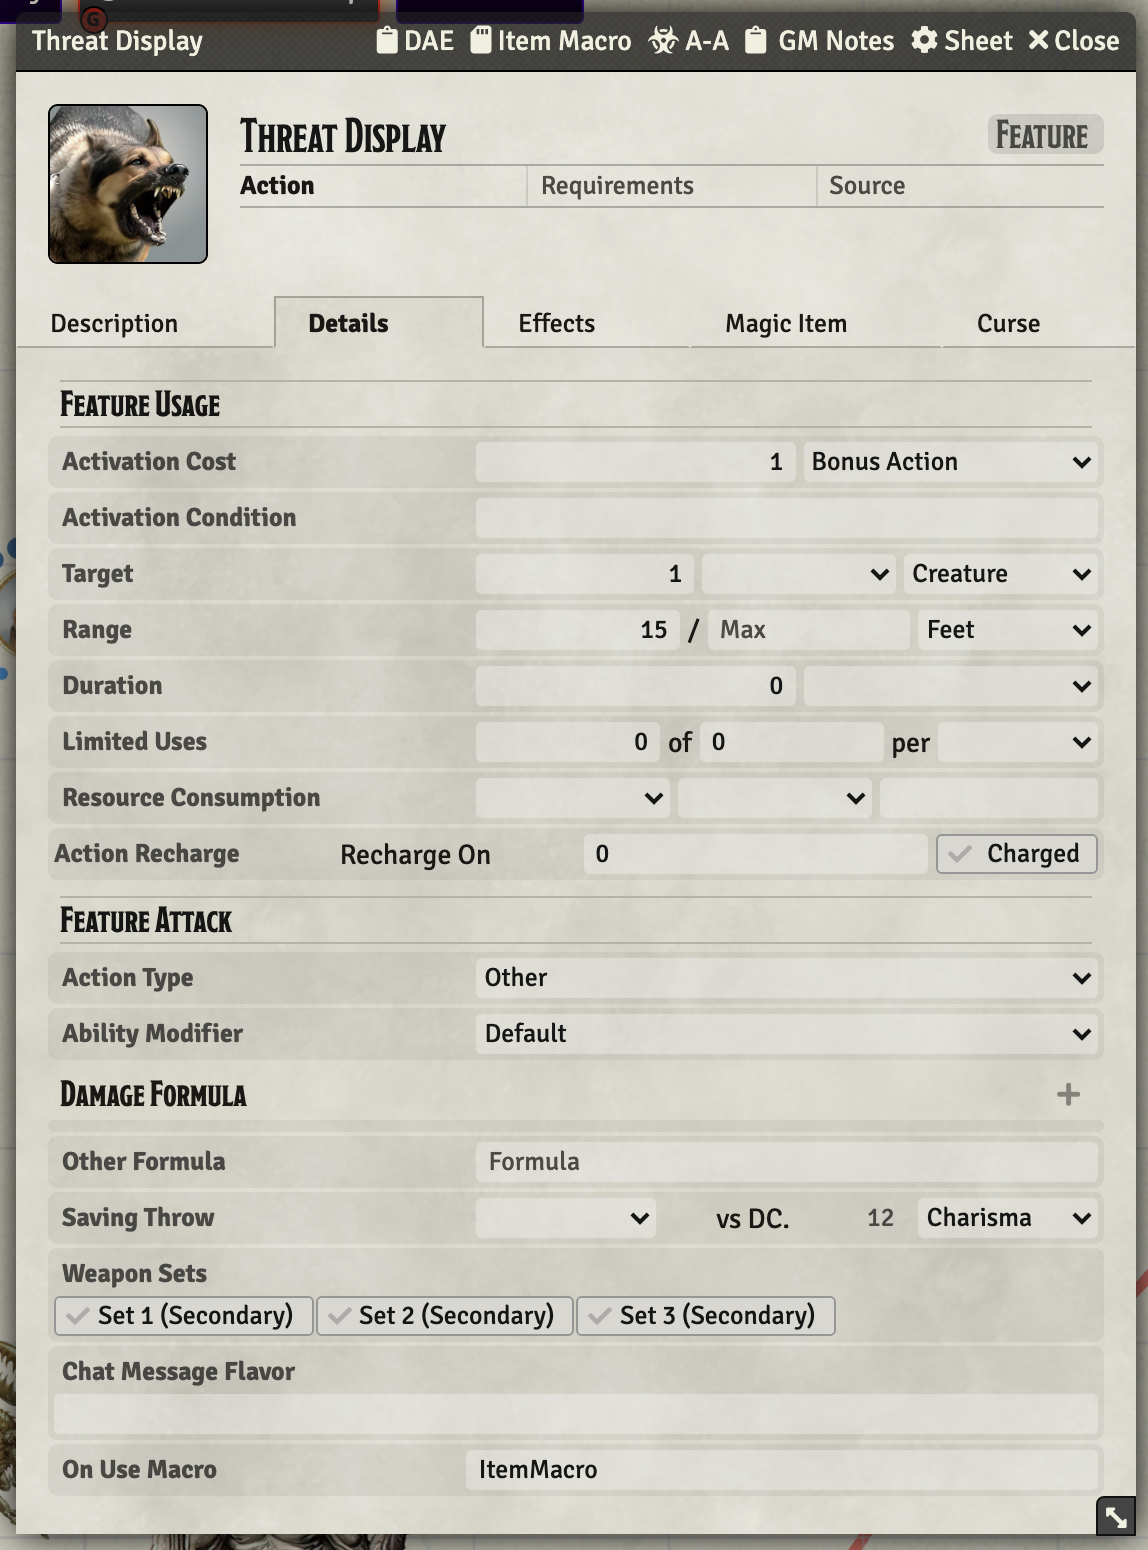 G
Threat Display DAE Item Macro A-A GM Notes Sheet Close
Threat Display Feature
Action Requirements Source
Description Details Effects Magic Item Curse
Feature Usage
Activation Cost 1 Bonus Action
Activation Condition
Target 1 Creature
Range 15 / Max Feet
Duration 0
Limited Uses 0 of 0 per
Resource Consumption
Action Recharge Recharge On 0 Charged
Feature Attack
Action Type Other
Ability Modifier Default
Damage Formula
Other Formula Formula
Saving Throw vs DC. 12 Charisma
Weapon Sets
Set 1 (Secondary) Set 2 (Secondary) Set 3 (Secondary)
Chat Message Flavor
On Use Macro ItemMacro